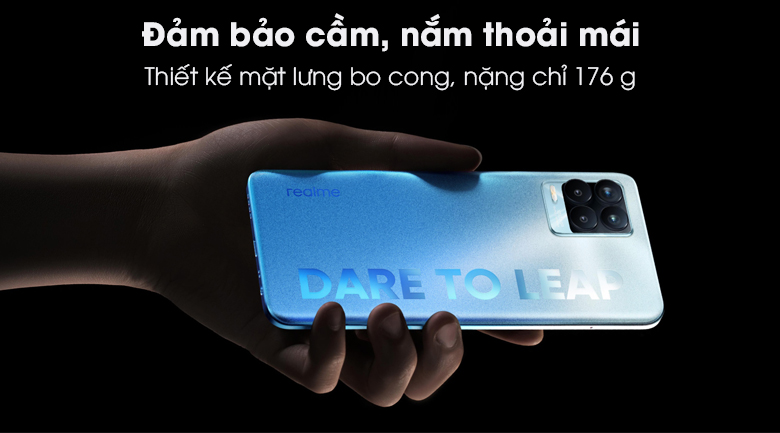 Đảm bảo cầm, nắm thoải mái
Thiết kế mặt lưng bo cong, nặng chỉ 176 g
realme
DARE TO LEAP